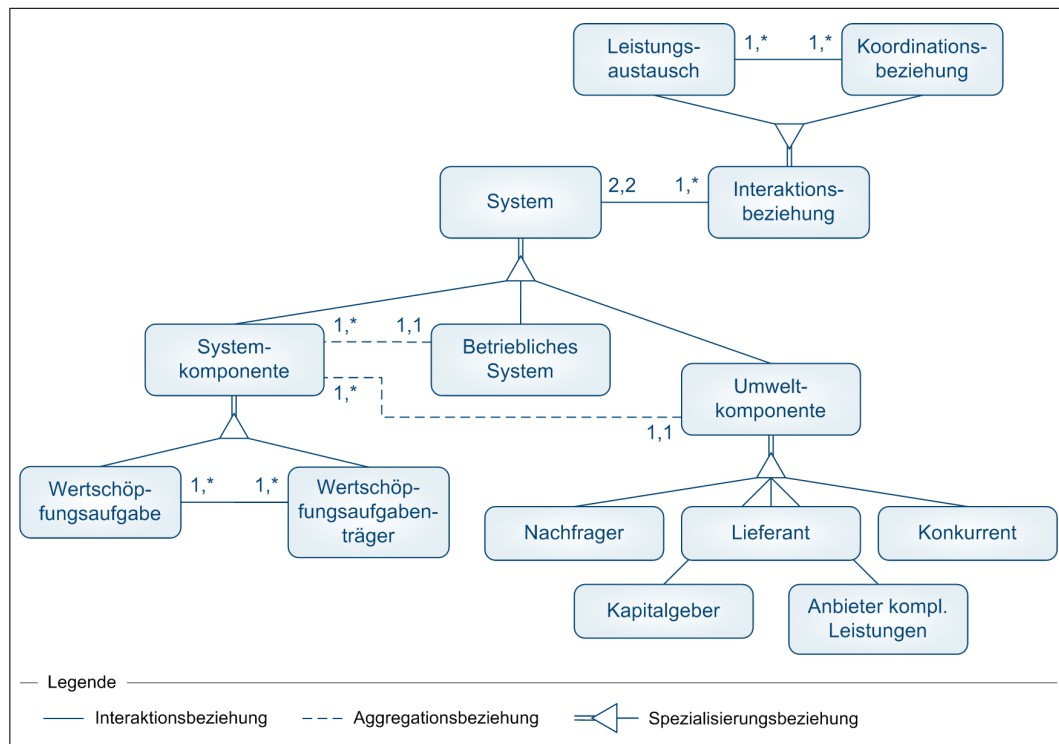 Leistungs-
austausch
1,* 1,*
Koordinations-
beziehung
System
2,2 1,*
Interaktions-
beziehung
System-
komponente
1,* 1,1
Betriebliches
System
1,*
1,1
Umwelt-
komponente
Wertschöp-
fungsaufgabe
1,* 1,*
Wertschöp-
fungsaufgaben-
träger
Nachfrager
Lieferant
Konkurrent
Kapitalgeber
Anbieter kompl.
Leistungen
Legende
Interaktionsbeziehung
Aggregationsbeziehung
Spezialisierungsbeziehung